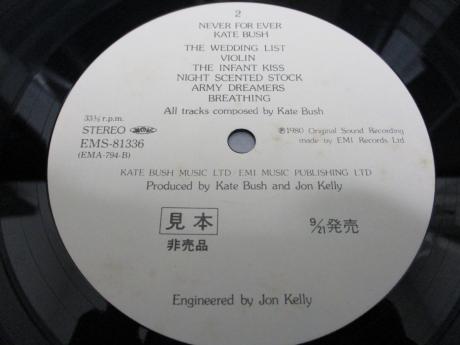 2
NEVER FOR EVER
KATE BUSH
THE WEDDING LIST
VIOLIN
THE INFANT KISS
NIGHT SCENTED STOCK
ARMY DREAMERS
BREATHING
All tracks composed by Kate Bush
33⅓ r.p.m.
STEREO
EMS-81336
(EMA-794-B)
Ⓟ1980 Original Sound Recording
made by EMI Records Ltd.
KATE BUSH MUSIC LTD/EMI MUSIC PUBLISHING LTD
Produced by Kate Bush and Jon Kelly
見本
非売品
9/21発売
Engineered by Jon Kelly